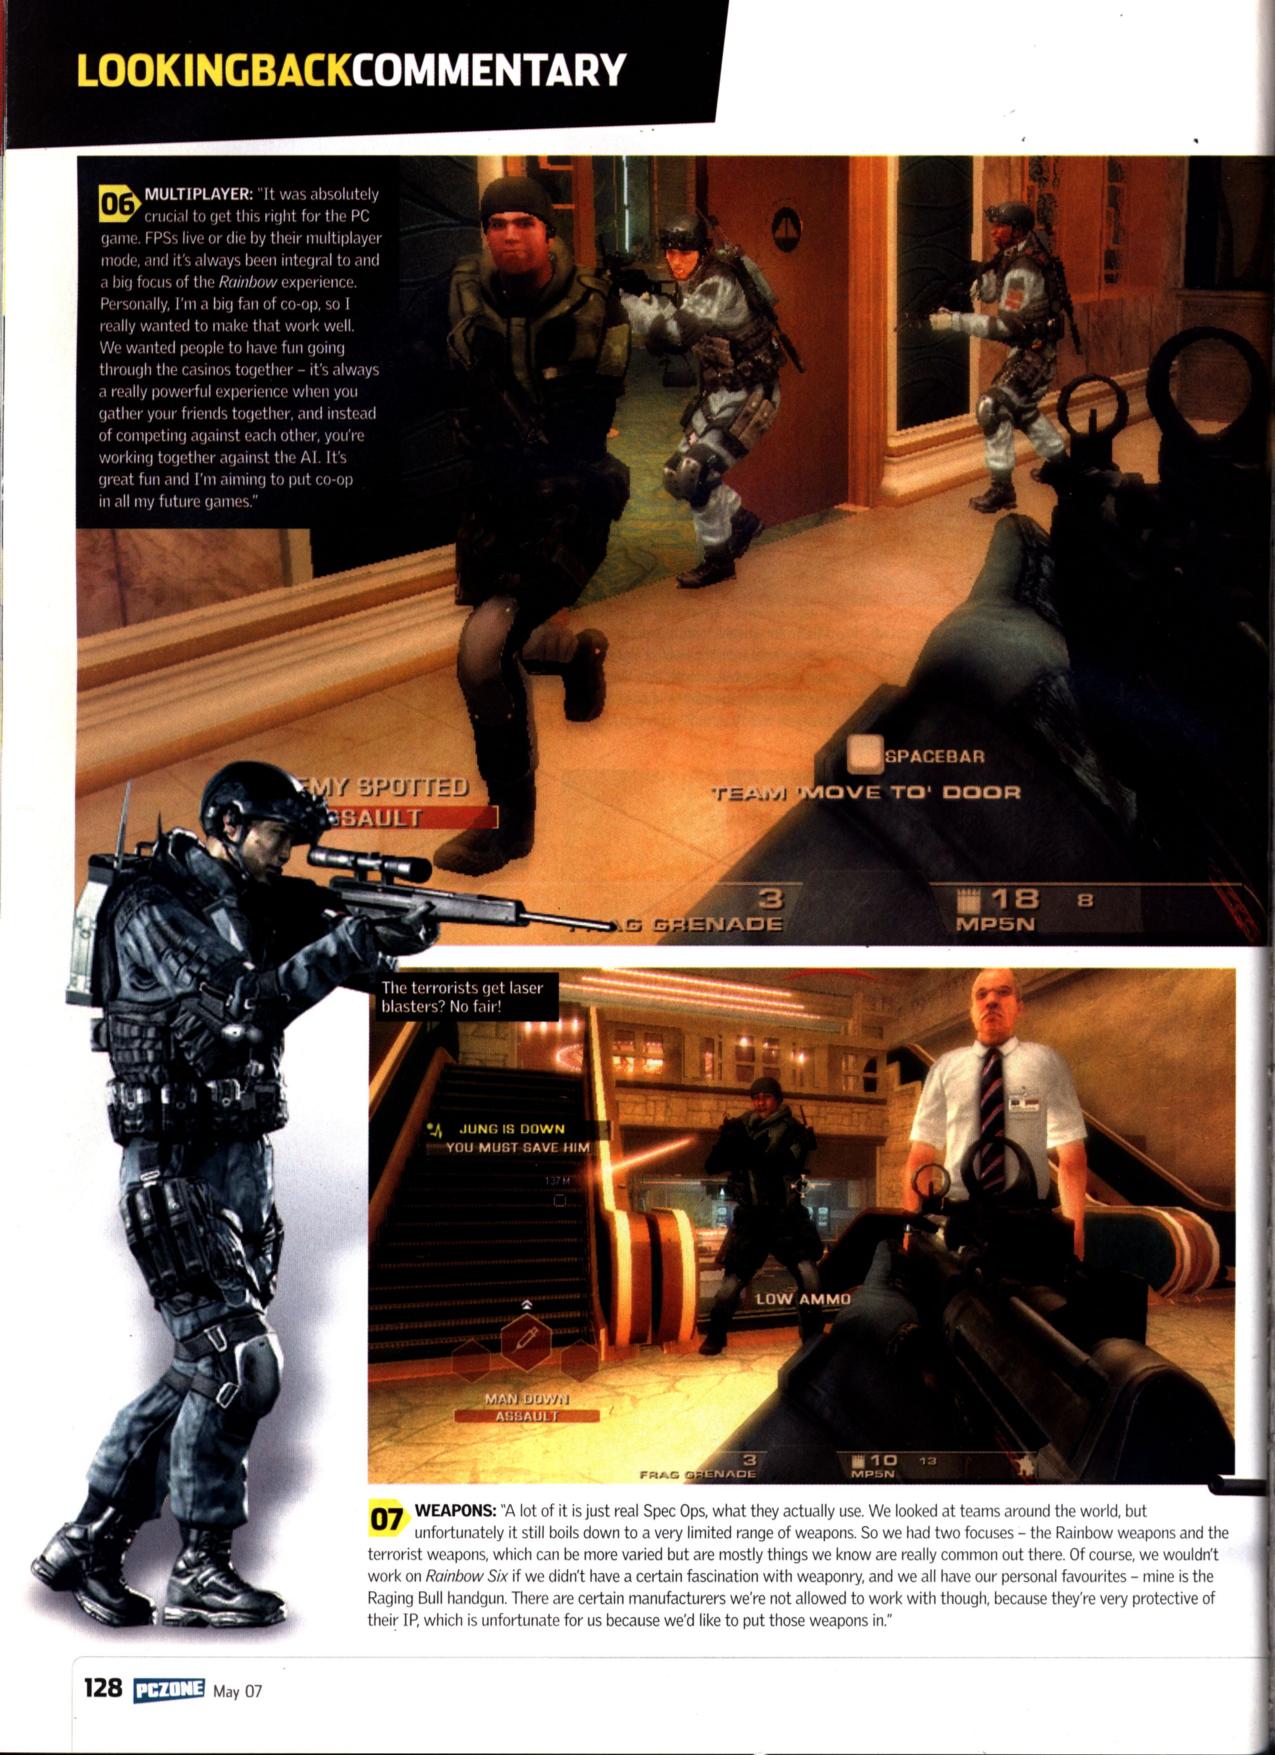 LOOKINGBACKCOMMENTARY
06 MULTIPLAYER: "It was absolutely
crucial to get this right for the PC
game. FPSs live or die by their multiplayer
mode, and it's always been integral to and
a big focus of the Rainbow experience.
Personally, I'm a big fan of co-op, so I
really wanted to make that work well.
We wanted people to have fun going
through the casinos together – it's always
a really powerful experience when you
gather your friends together, and instead
of competing against each other, you're
working together against the AI. It's
great fun and I'm aiming to put co-op
in all my future games."
SPACEBAR
TEAM 'MOVE TO' DOOR
MY SPOTTED
SAULT
3
AG GRENADE
18 8
MP5N
The terrorists get laser
blasters? No fair!
JUNG IS DOWN
YOU MUST SAVE HIM
137M
LOW AMMO
MAN DOWN
ASSAULT
3
FRAG GRENADE
10 13
MP5N
07 WEAPONS: "A lot of it is just real Spec Ops, what they actually use. We looked at teams around the world, but
unfortunately it still boils down to a very limited range of weapons. So we had two focuses – the Rainbow weapons and the
terrorist weapons, which can be more varied but are mostly things we know are really common out there. Of course, we wouldn't
work on Rainbow Six if we didn't have a certain fascination with weaponry, and we all have our personal favourites – mine is the
Raging Bull handgun. There are certain manufacturers we're not allowed to work with though, because they're very protective of
their IP, which is unfortunate for us because we'd like to put those weapons in."
128 PCZONE May 07